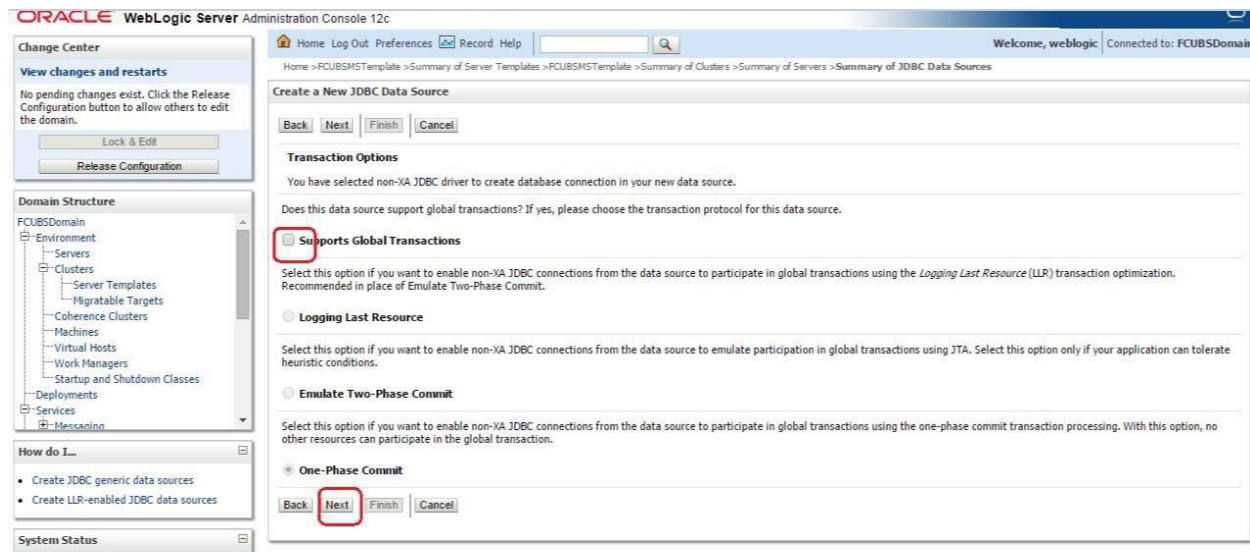 ORACLE WebLogic Server Administration Console 12c
Change Center
View changes and restarts
No pending changes exist. Click the Release
Configuration button to allow others to edit
the domain.
Lock & Edit
Release Configuration
Domain Structure
FCUBSDomain
Environment
Servers
Clusters
Server Templates
Migratable Targets
Coherence Clusters
Machines
Virtual Hosts
Work Managers
Startup and Shutdown Classes
Deployments
Services
Messaging
How do I...
Create JDBC generic data sources
Create LLR-enabled JDBC data sources
System Status
Home Log Out Preferences Record Help
Welcome, weblogic Connected to: FCUBSDomain
Home >FCUBSMSTemplate >Summary of Server Templates >FCUBSMSTemplate >Summary of Clusters >Summary of Servers >Summary of JDBC Data Sources
Create a New JDBC Data Source
Back Next Finish Cancel
Transaction Options
You have selected non-XA JDBC driver to create database connection in your new data source.
Does this data source support global transactions? If yes, please choose the transaction protocol for this data source.
Supports Global Transactions
Select this option if you want to enable non-XA JDBC connections from the data source to participate in global transactions using the Logging Last Resource (LLR) transaction optimization.
Recommended in place of Emulate Two-Phase Commit.
Logging Last Resource
Select this option if you want to enable non-XA JDBC connections from the data source to emulate participation in global transactions using JTA. Select this option only if your application can tolerate
heuristic conditions.
Emulate Two-Phase Commit
Select this option if you want to enable non-XA JDBC connections from the data source to participate in global transactions using the one-phase commit transaction processing. With this option, no
other resources can participate in the global transaction.
One-Phase Commit
Back Next Finish Cancel